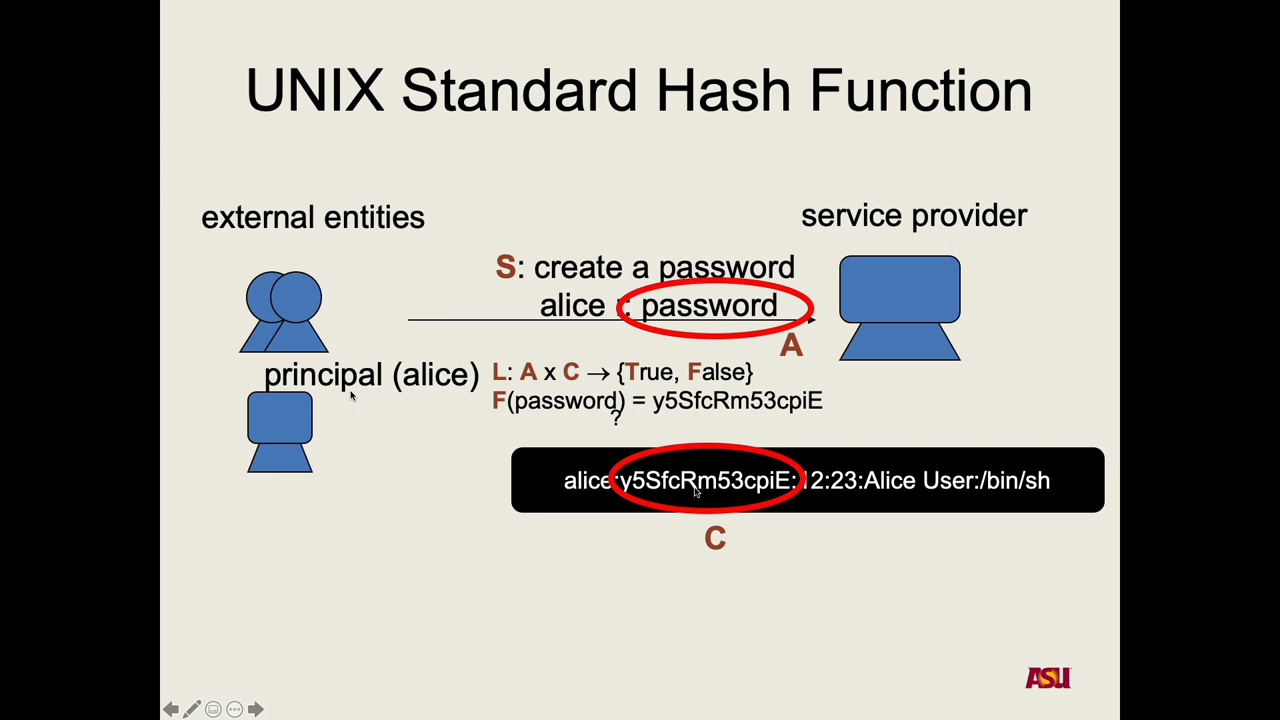 UNIX Standard Hash Function
external entities
service provider
S: create a password
alice : password
A
principal (alice)
L: A x C → {True, False}
F(password) = y5SfcRm53cpiE
?
alice:y5SfcRm53cpiE:12:23:Alice User:/bin/sh
C
ASU